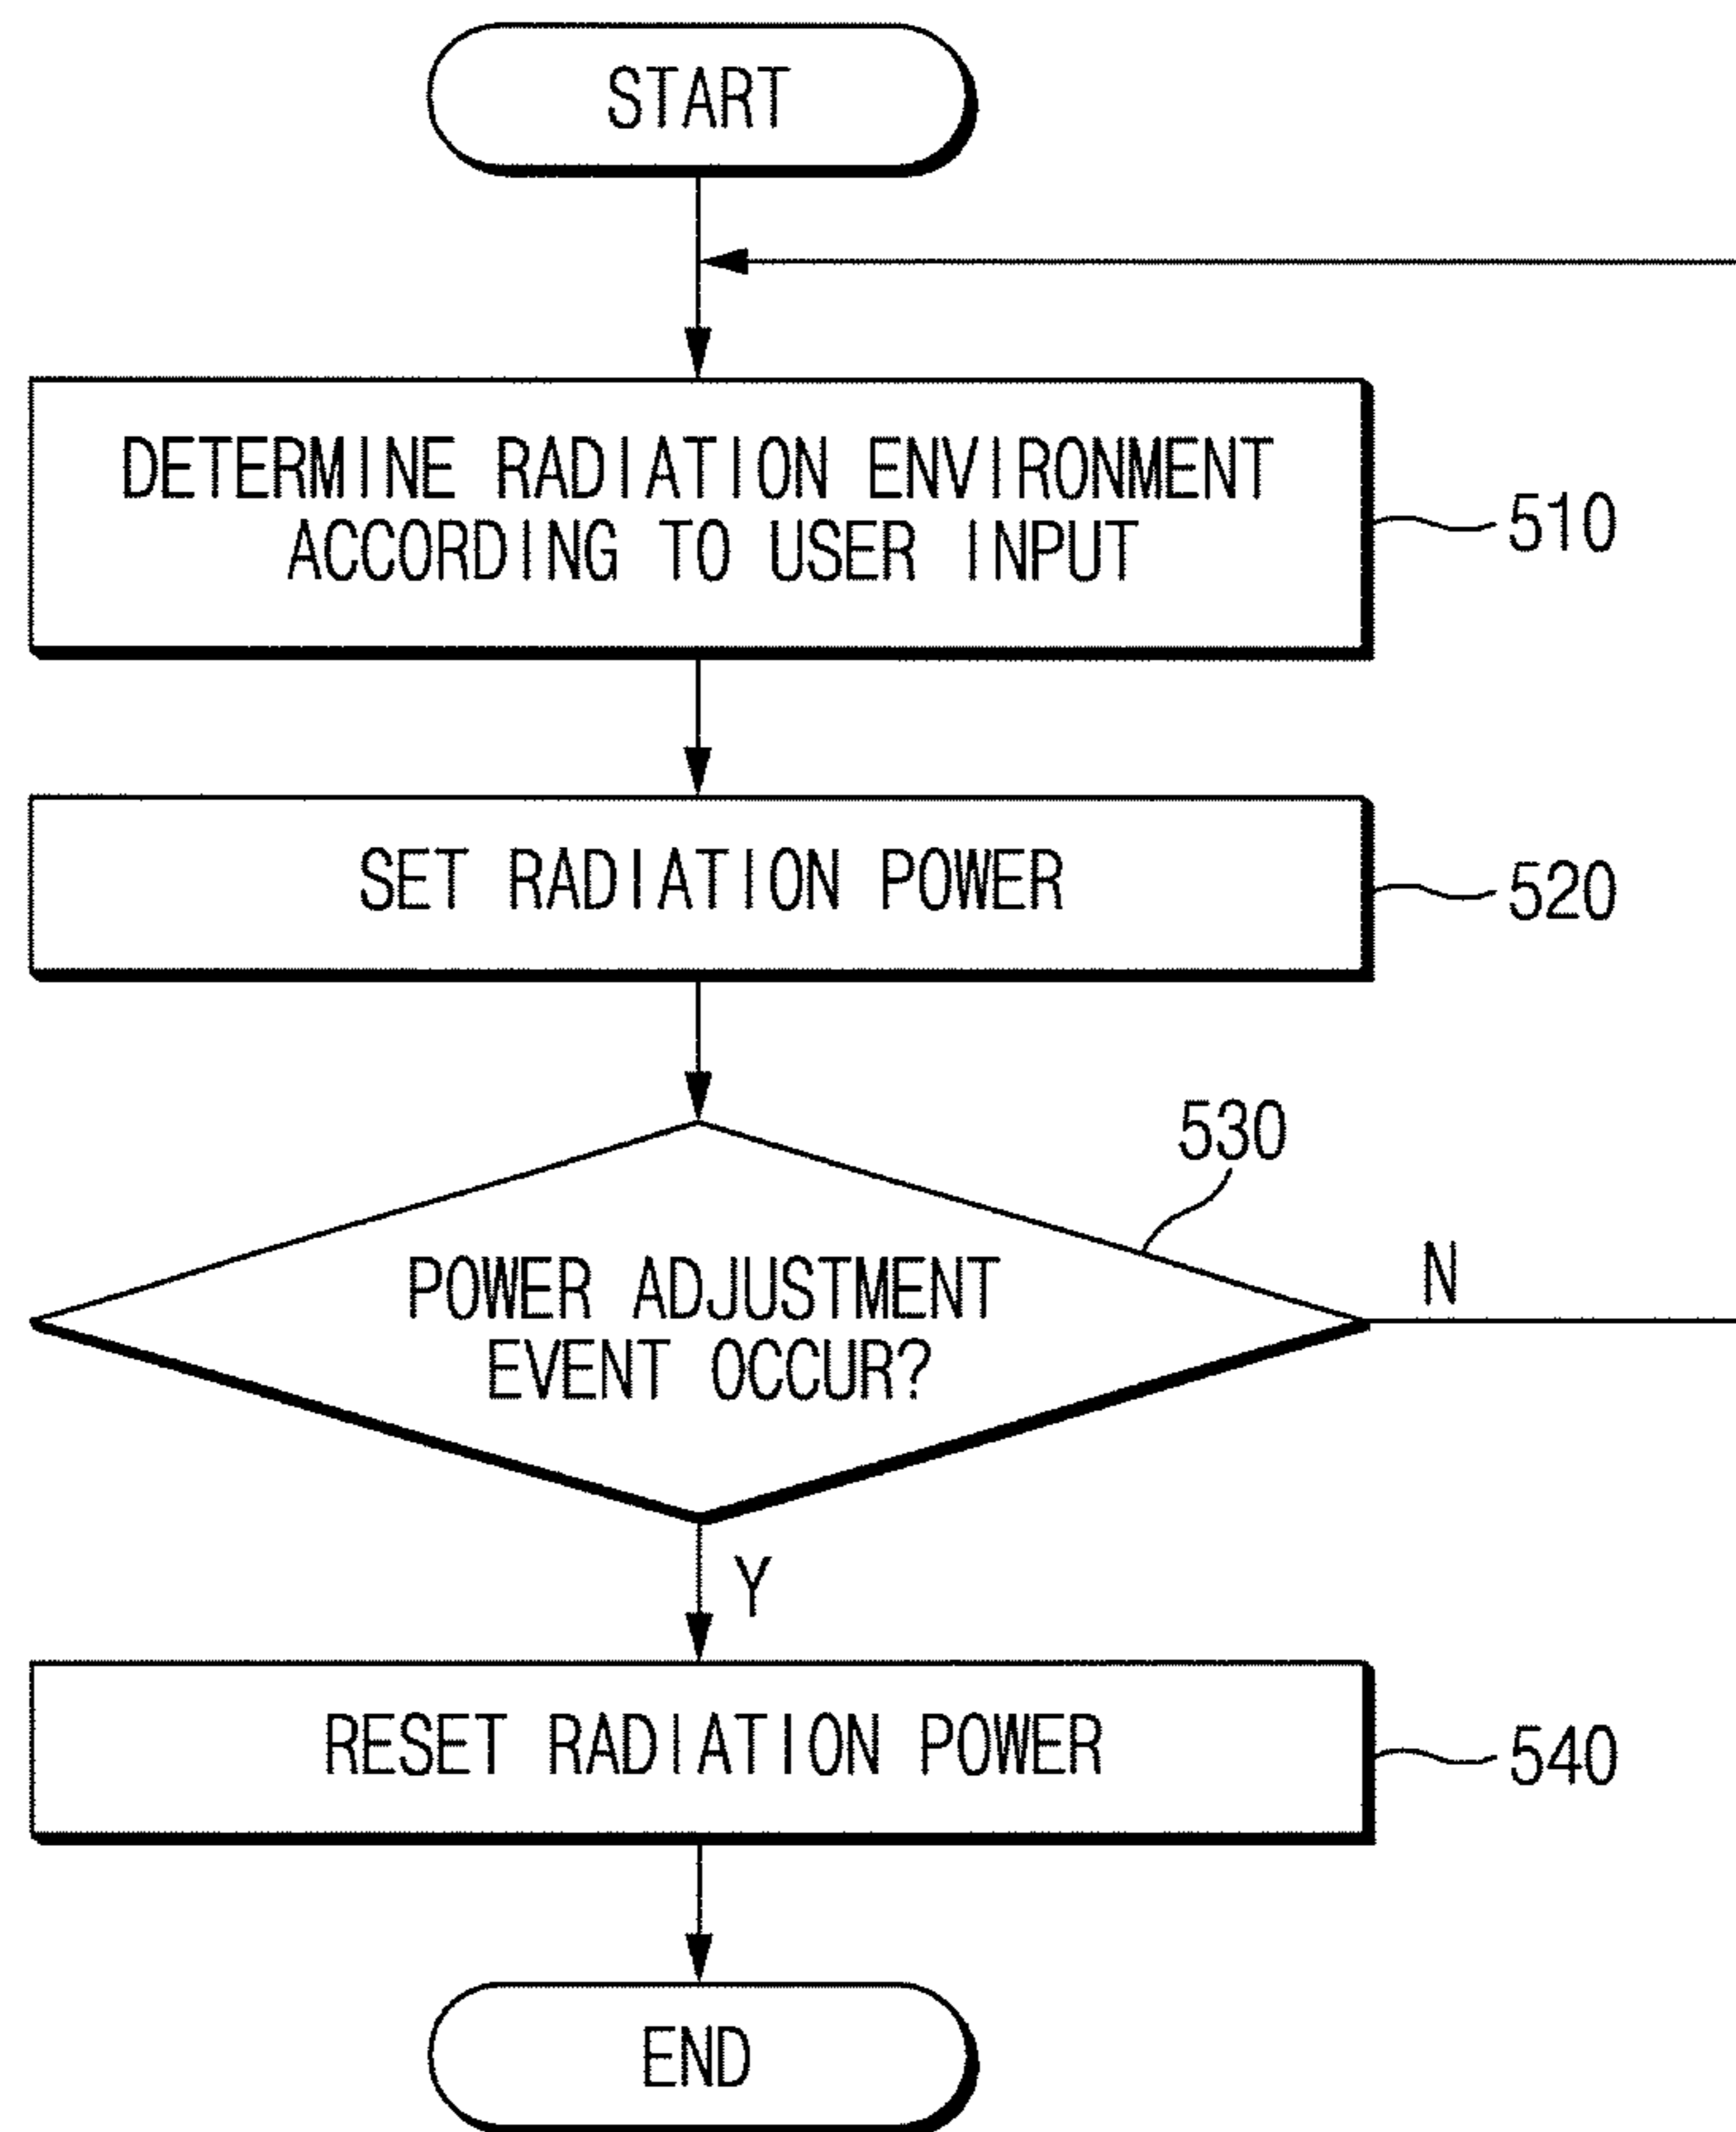 START
DETERMINE RADIATION ENVIRONMENT
ACCORDING TO USER INPUT
510
SET RADIATION POWER
520
530
POWER ADJUSTMENT
EVENT OCCUR?
N
Y
RESET RADIATION POWER
540
END